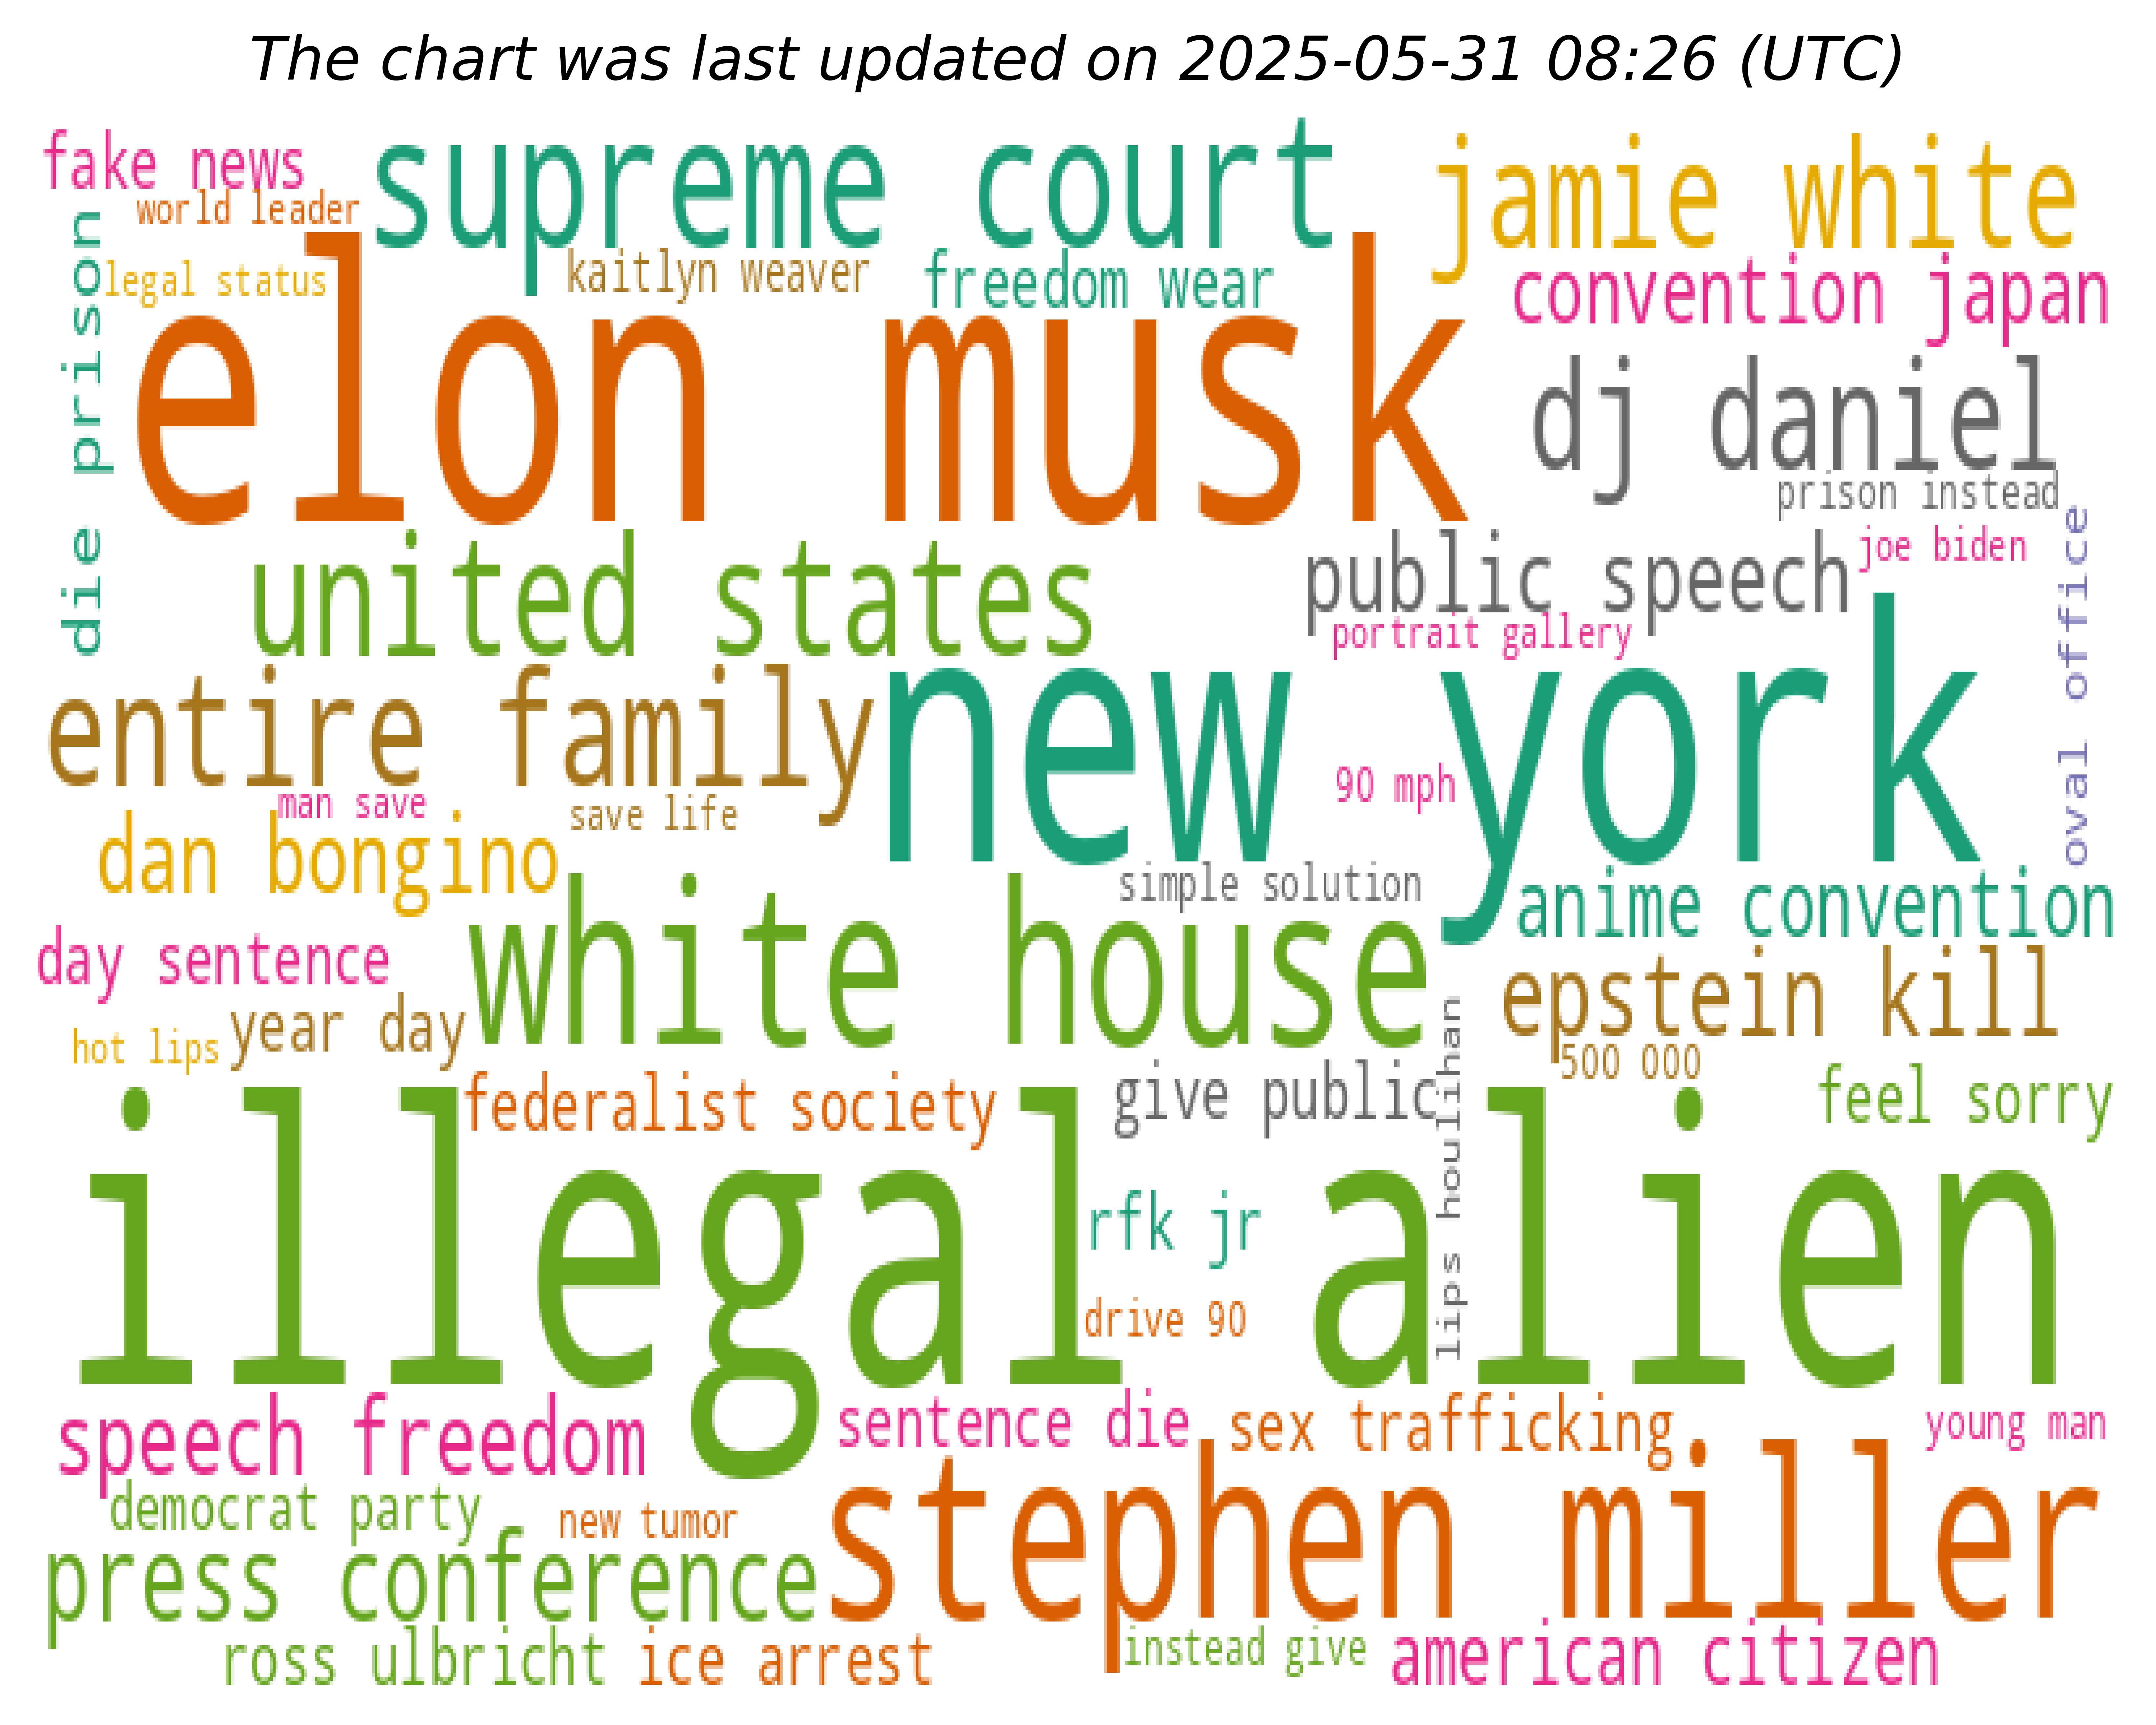 The chart was last updated on 2025-05-31 08:26 (UTC)
fake news
supreme court
jamie white
world leader
legal status
kaitlyn weaver
freedom wear
convention japan
die prison
elon musk
dj daniel
prison instead
united states
public speech
joe biden
oval office
portrait gallery
entire family
new york
90 mph
man save
save life
dan bongino
simple solution
anime convention
day sentence
white house
epstein kill
hot lips
year day
500 000
federalist society
give public
lips houlihan
feel sorry
illegal alien
rfk jr
drive 90
speech freedom
sentence die
sex trafficking
young man
democrat party
new tumor
stephen miller
press conference
ross ulbricht
ice arrest
instead give
american citizen